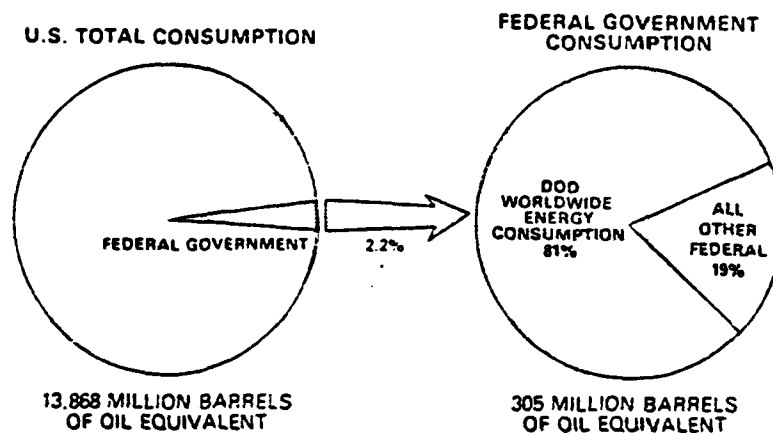 U.S. TOTAL CONSUMPTION
FEDERAL GOVERNMENT
2.2%
13,868 MILLION BARRELS
OF OIL EQUIVALENT
FEDERAL GOVERNMENT
CONSUMPTION
DOD
WORLDWIDE
ENERGY
CONSUMPTION
81%
ALL
OTHER
FEDERAL
19%
305 MILLION BARRELS
OF OIL EQUIVALENT